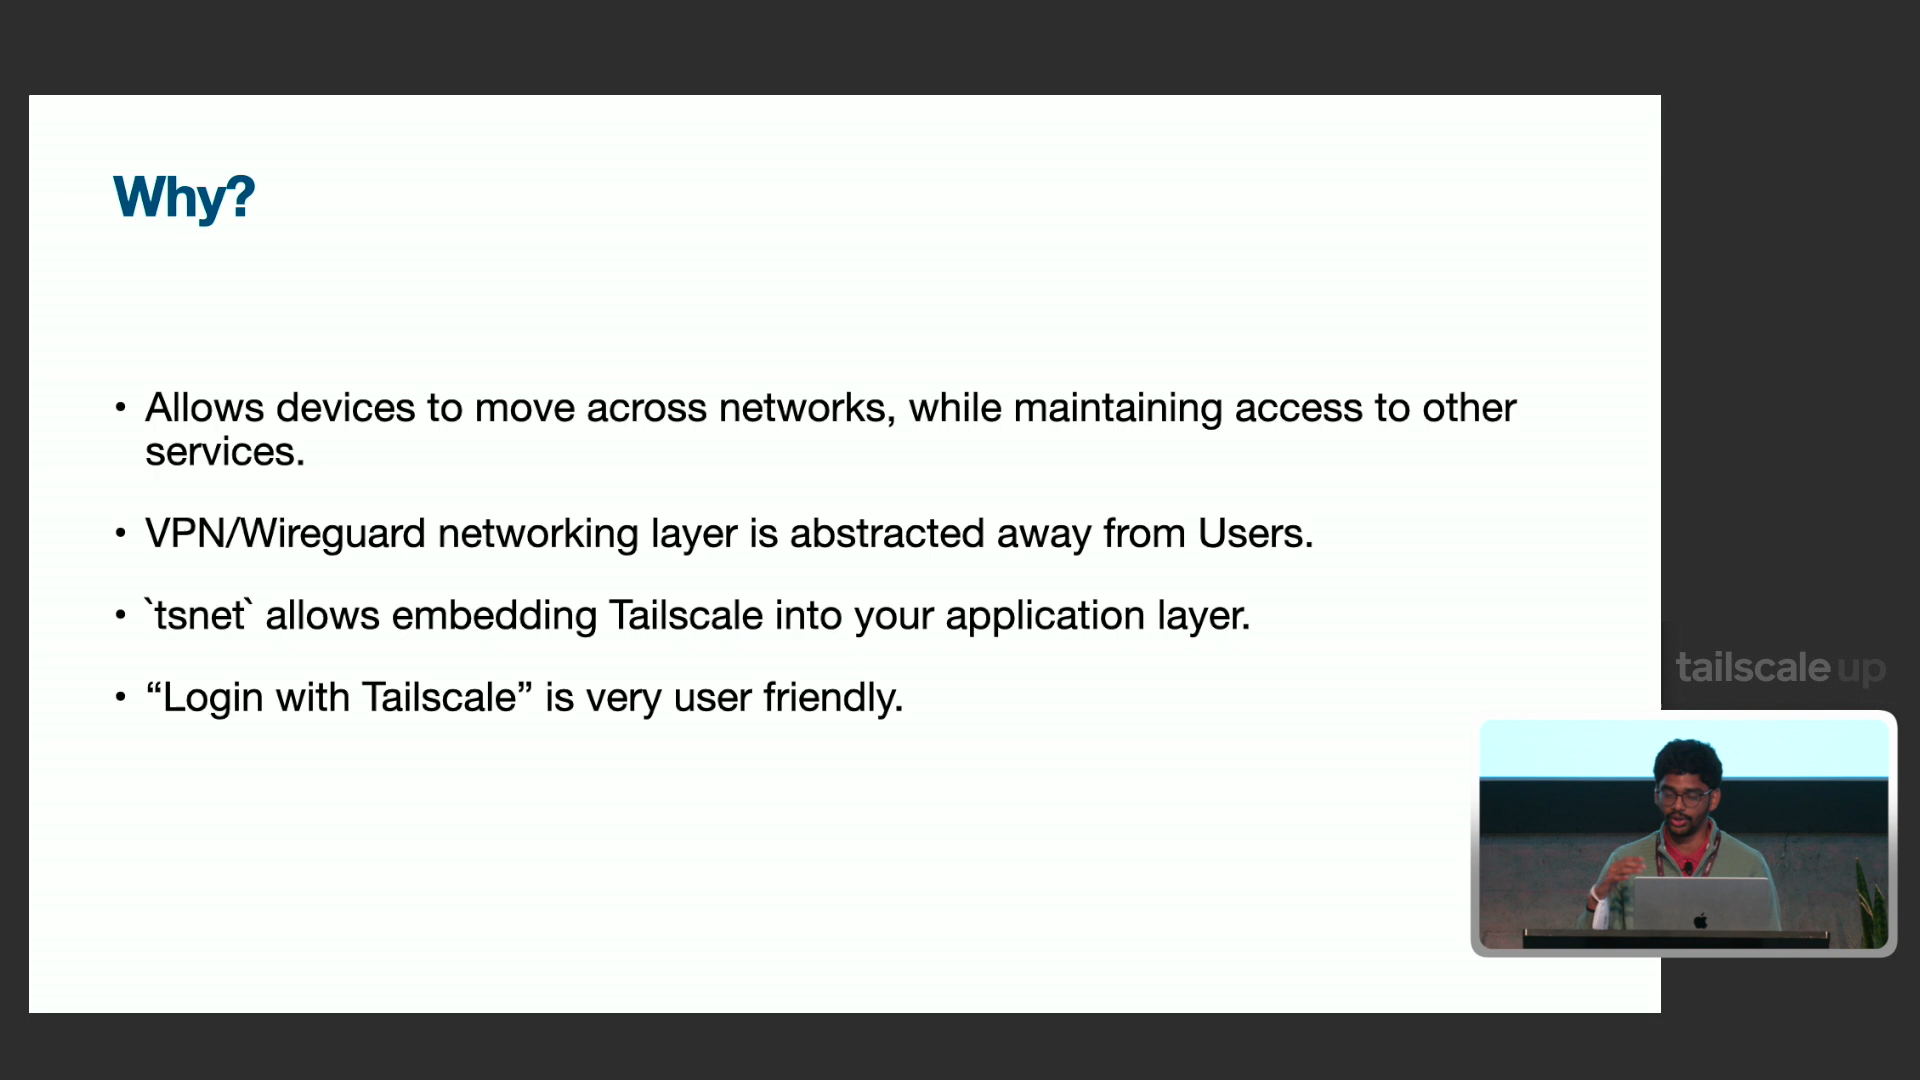 Why?
• Allows devices to move across networks, while maintaining access to other
services.
• VPN/Wireguard networking layer is abstracted away from Users.
• `tsnet` allows embedding Tailscale into your application layer.
• “Login with Tailscale” is very user friendly.
tailscale up